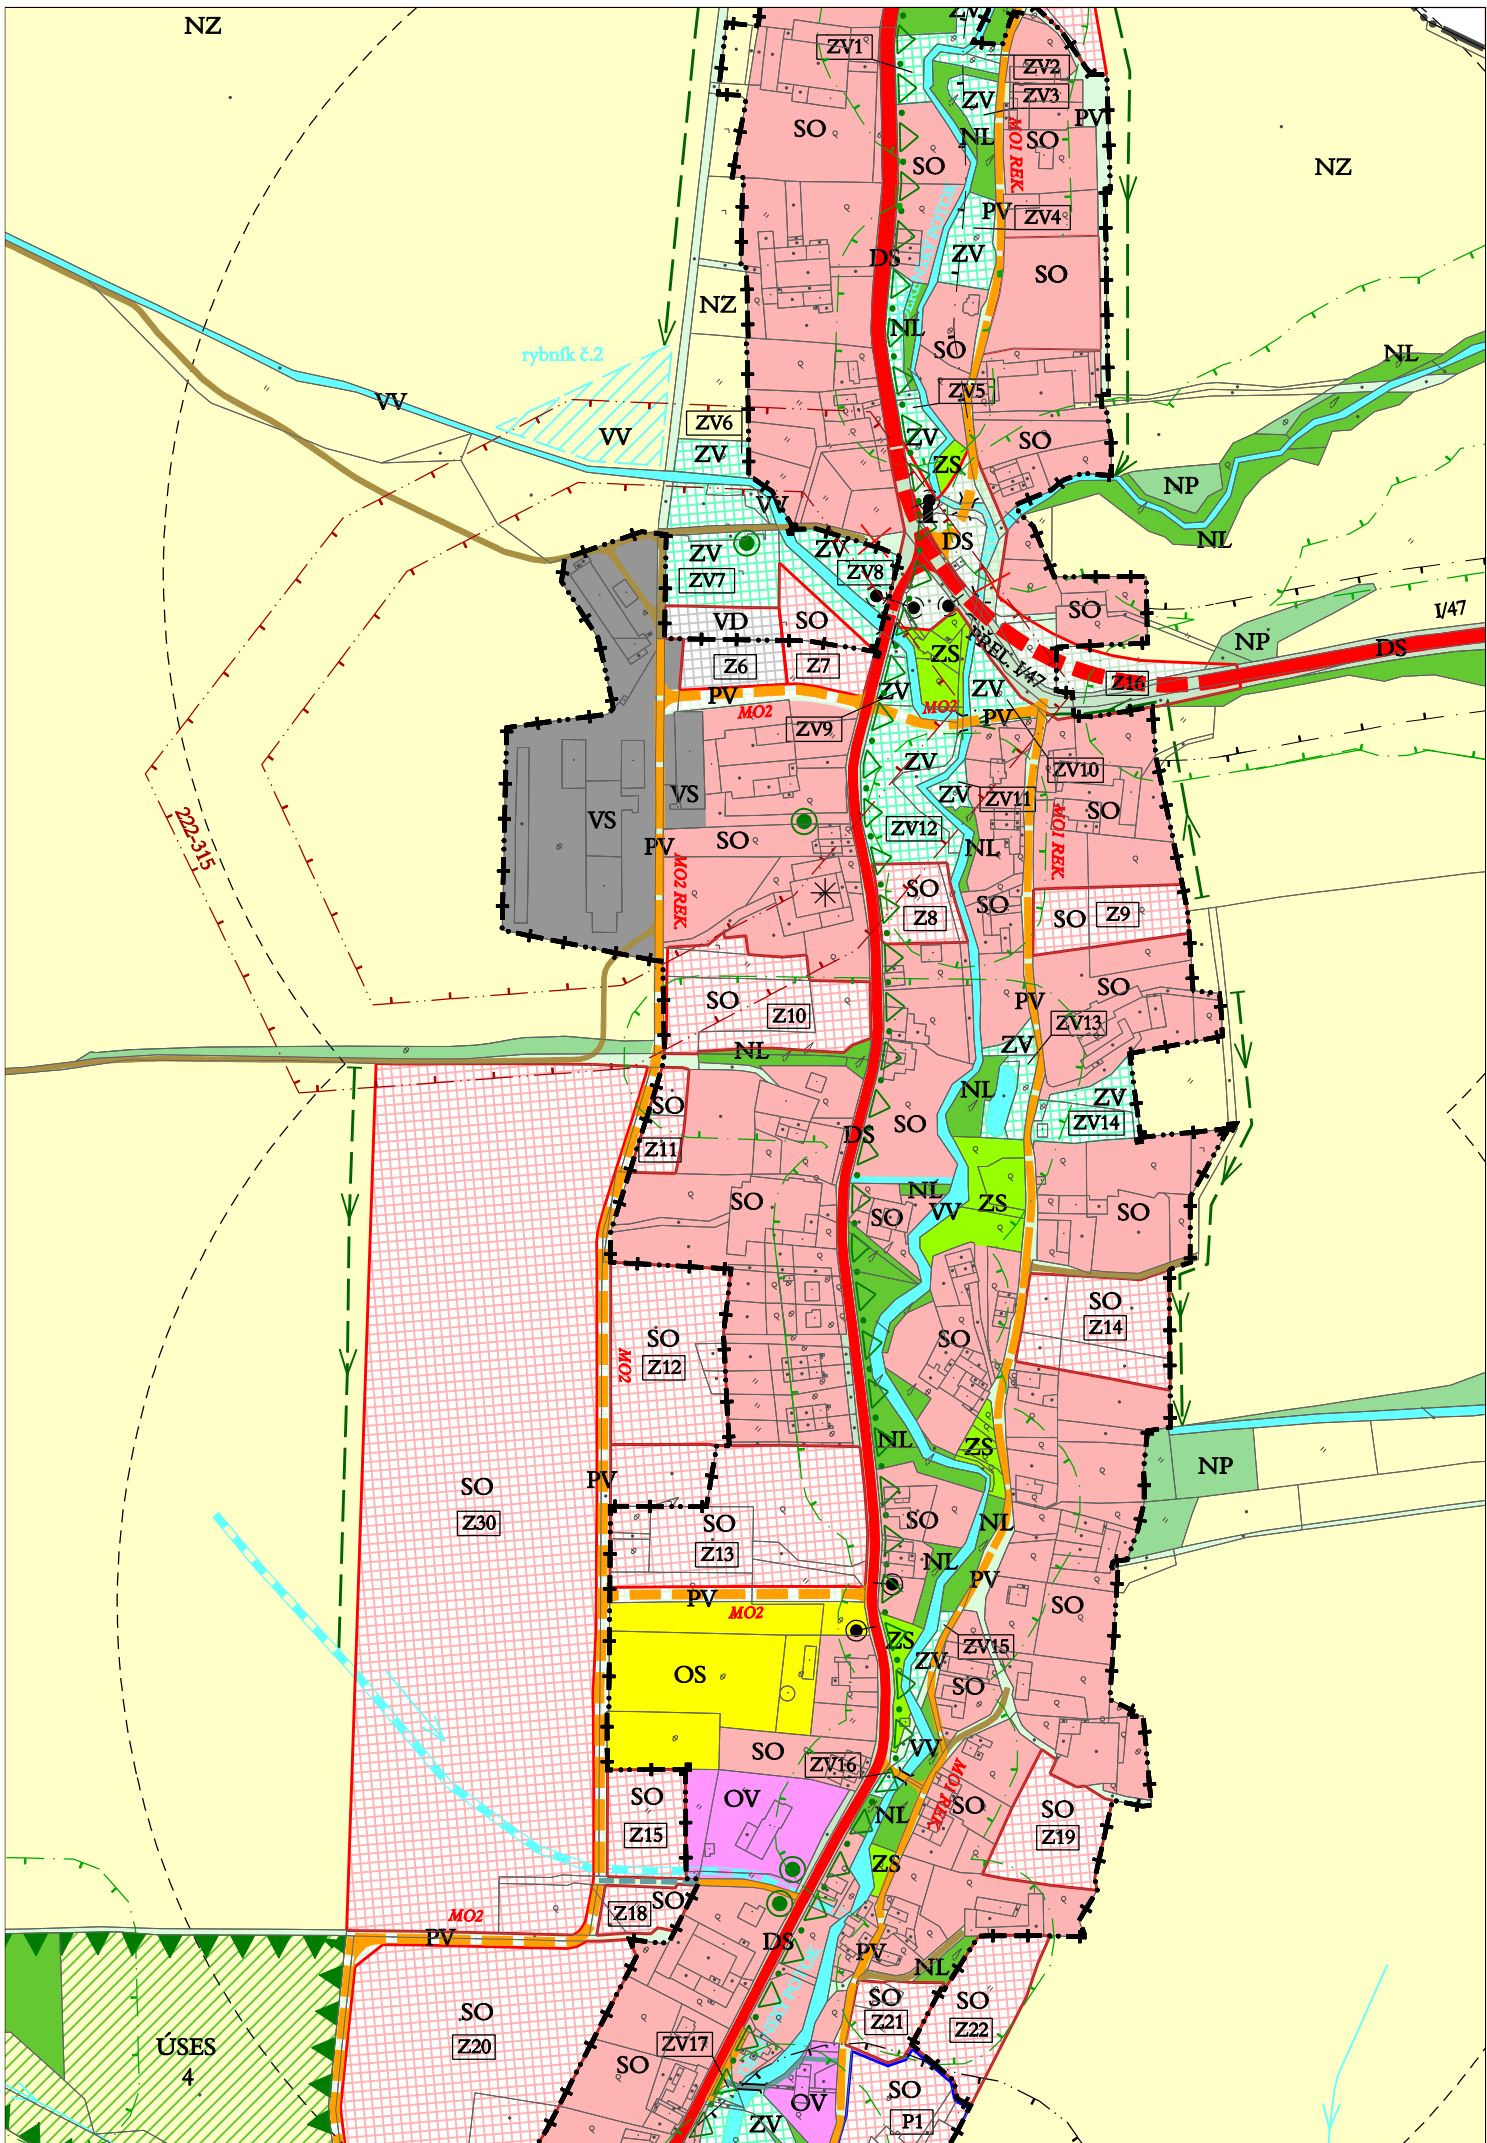 NZ
ZV
ZV1
ZV2
ZV3
ZV
PV
SO
NL
SO
SO
MO1 REK.
NZ
PV
ZV4
ZV
DS
SO
NZ
NL
SO
rybník č.2
NL
VV
VV
ZV5
ZV6
ZV
ZV
SO
ZS
NP
VV
NL
ZV
ZV
DS
ZV7
ZV8
VD
SO
SO
I/47
NP
DS
Z6
Z7
ZS
PŘEL. I/47
Z16
PV
ZV
ZV
MO2
MO2
PV
ZV9
ZV
ZV10
ZV
ZV11
VS
VS
SO
222-315
ZV12
MO1 REK.
PV
SO
NL
MO2 REK.
SO
Z8
SO
SO
Z9
SO
Z10
PV
SO
ZV13
NL
ZV
NL
SO
ZV
ZV14
SO
DS
Z11
SO
NL
ZS
SO
VV
SO
SO
Z14
SO
Z12
MO2
SO
NL
ZS
NP
PV
SO
Z30
SO
Z13
SO
NL
NL
PV
PV
MO2
SO
ZS
ZV15
ZV
OS
SO
SO
VV
ZV16
MO1 REK.
SO
Z15
OV
NL
SO
SO
Z19
ZS
Z18
SO
MO2
PV
DS
PV
NL
SO
Z20
SO
Z21
SO
Z22
ÚSES
4
ZV17
SO
SO
P1
OV
ZV